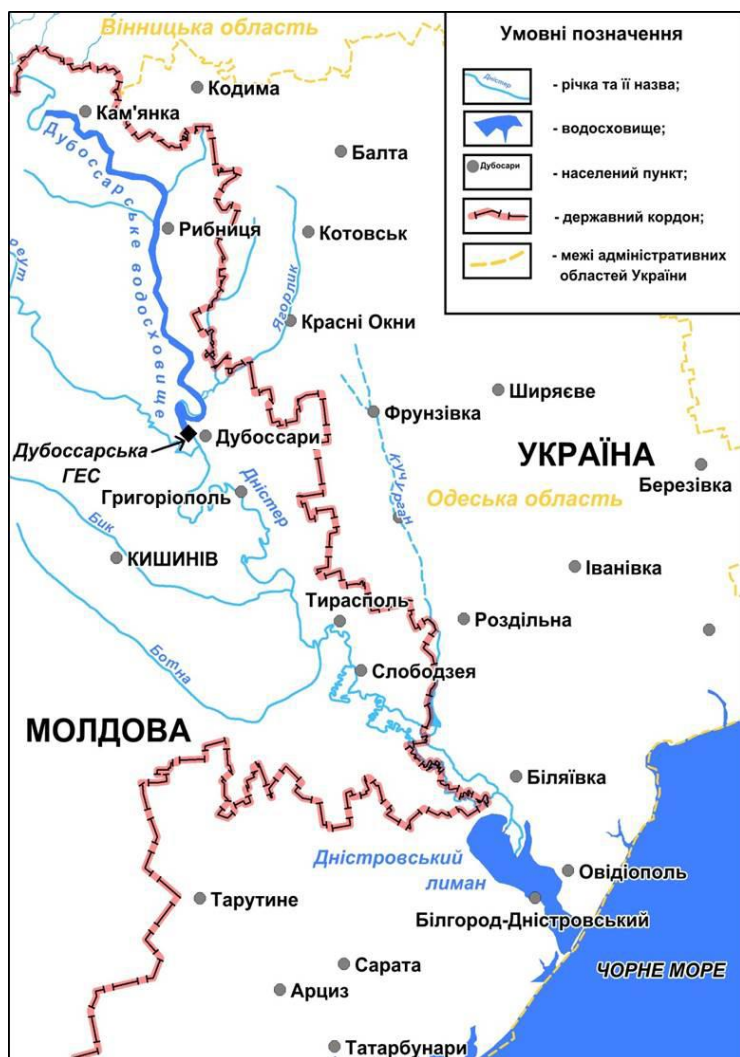 Вінницька область
Кодима
Кам'янка
Балта
Дубоссарське водосховище
Рибниця
Котовськ
Ягорлик
Красні Окни
Ширяєве
Фрунзівка
Дубоссари
Дубоссарська
ГЕС
УКРАЇНА
Березівка
Григоріополь
Дністер
Кучурган
Одеська область
Бик
КИШИНІВ
Іванівка
Тирасполь
Роздільна
Ботна
Слободзея
МОЛДОВА
Біляївка
Дністровський
лиман
Овідіополь
Тарутине
Білгород-Дністровський
Сарата
ЧОРНЕ МОРЕ
Арциз
Татарбунари
Умовні позначення
Дністер
- річка та її назва;
- водосховище;
Дубосари
- населений пункт;
- державний кордон;
- межі адміністративних
областей України